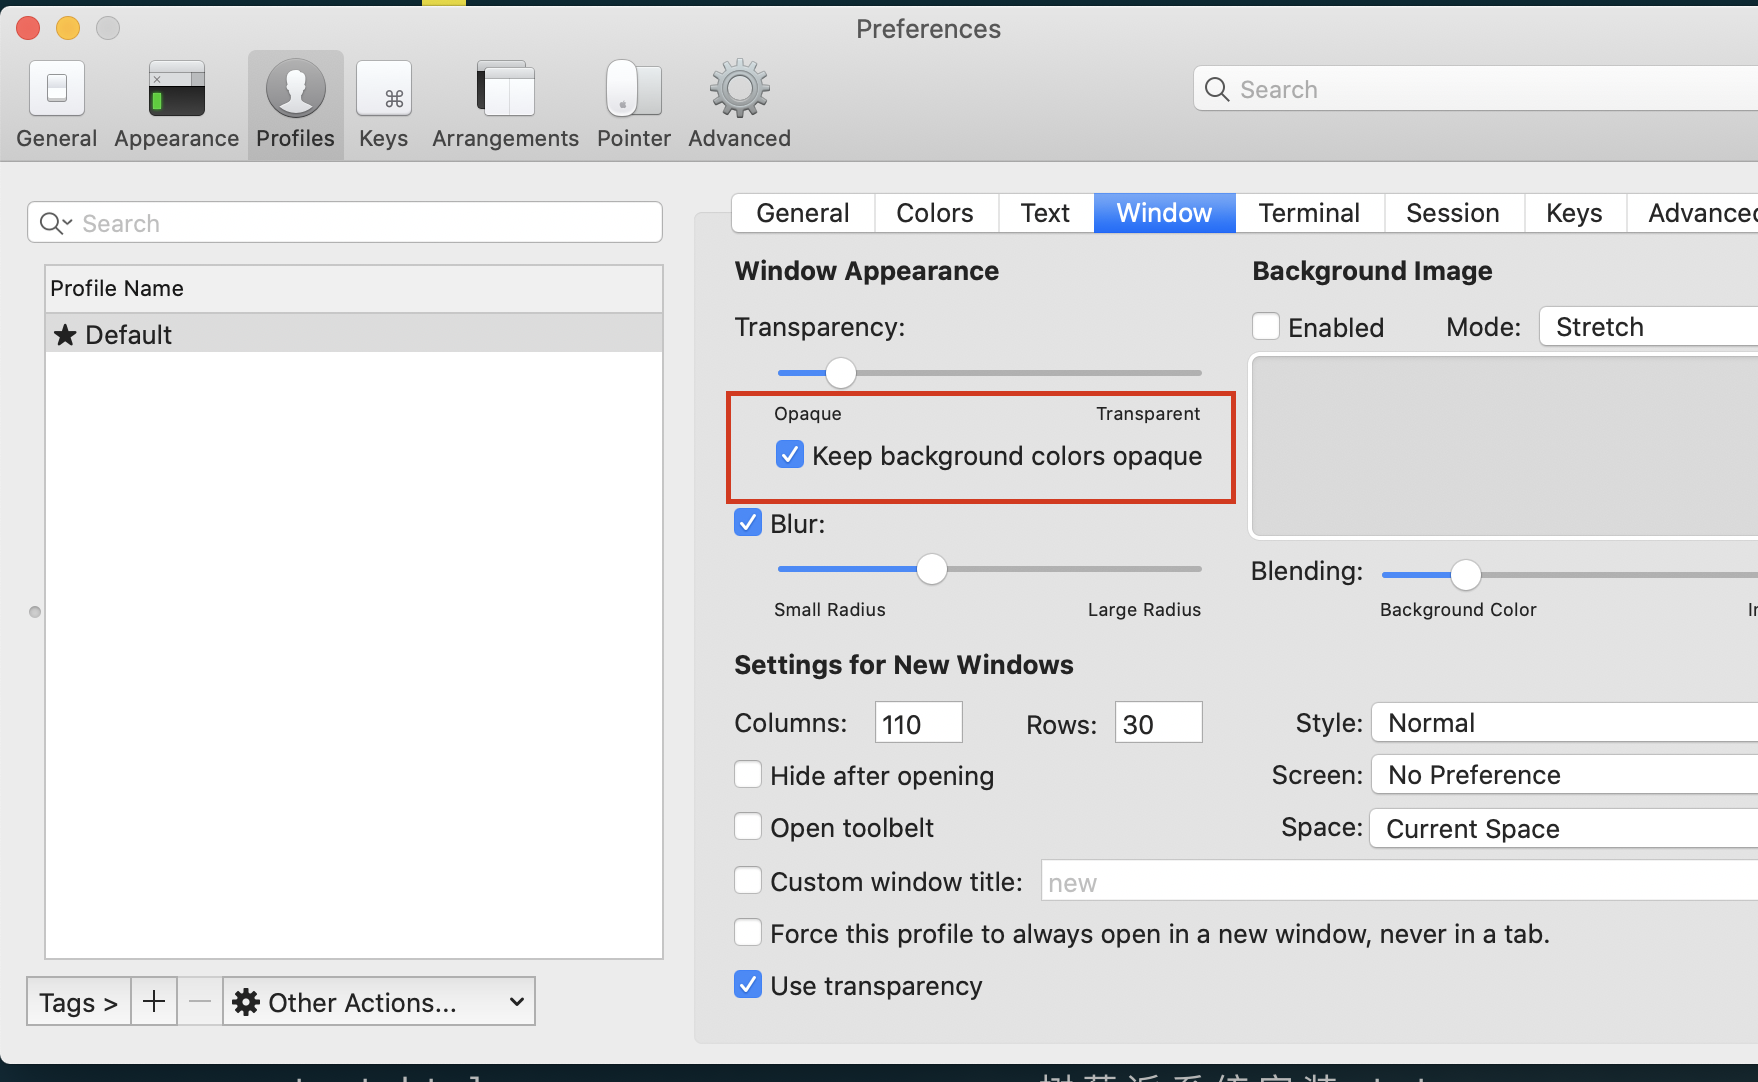 Preferences
General Appearance Profiles Keys Arrangements Pointer Advanced
Search
Search
Profile Name
★ Default
General Colors Text Window Terminal Session Keys Advanced
Window Appearance
Transparency:
Opaque Transparent
Keep background colors opaque
Blur:
Small Radius Large Radius
Background Image
Enabled Mode: Stretch
Blending:
Background Color
Settings for New Windows
Columns: 110 Rows: 30
Style: Normal
Hide after opening
Screen: No Preference
Open toolbelt
Space: Current Space
Custom window title: new
Force this profile to always open in a new window, never in a tab.
Use transparency
Tags > + − Other Actions...